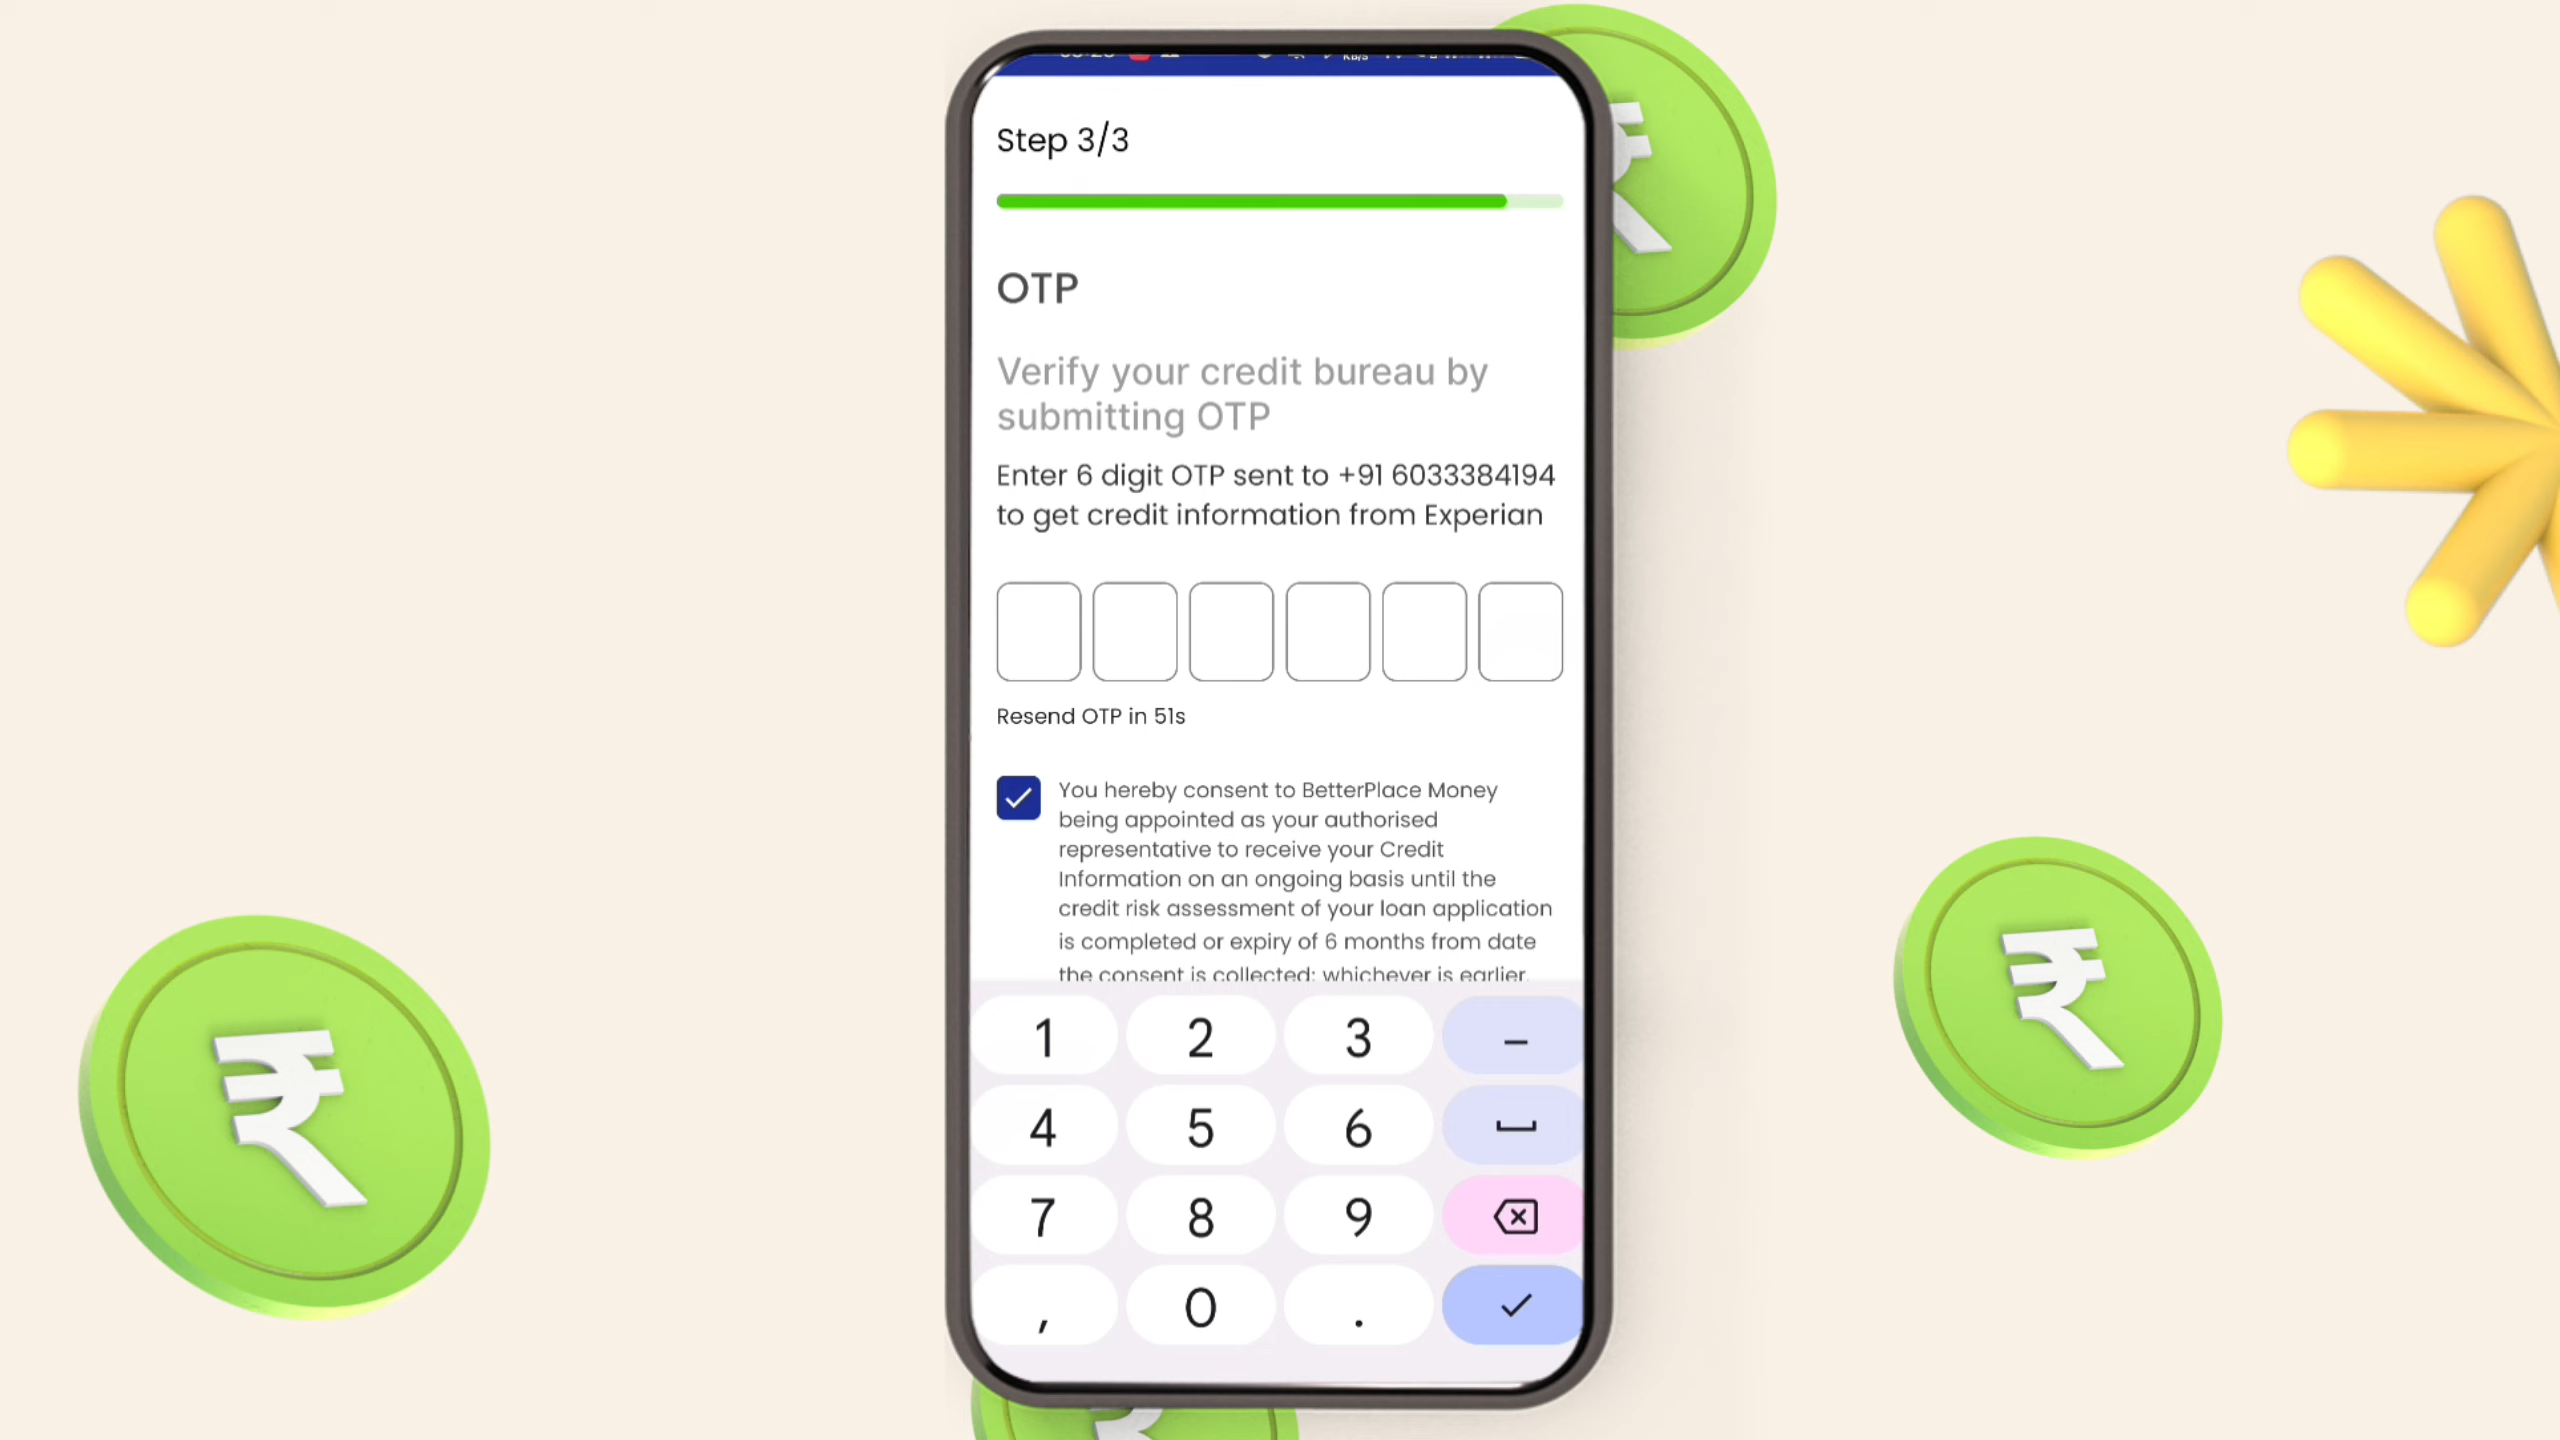 KB/s
Step 3/3
OTP
Verify your credit bureau by
submitting OTP
Enter 6 digit OTP sent to +91 6033384194
to get credit information from Experian
Resend OTP in 51s
You hereby consent to BetterPlace Money
being appointed as your authorised
representative to receive your Credit
Information on an ongoing basis until the
credit risk assessment of your loan application
is completed or expiry of 6 months from date
the consent is collected; whichever is earlier.
1 2 3 –
4 5 6
7 8 9
, 0 .
₹
₹
₹
₹